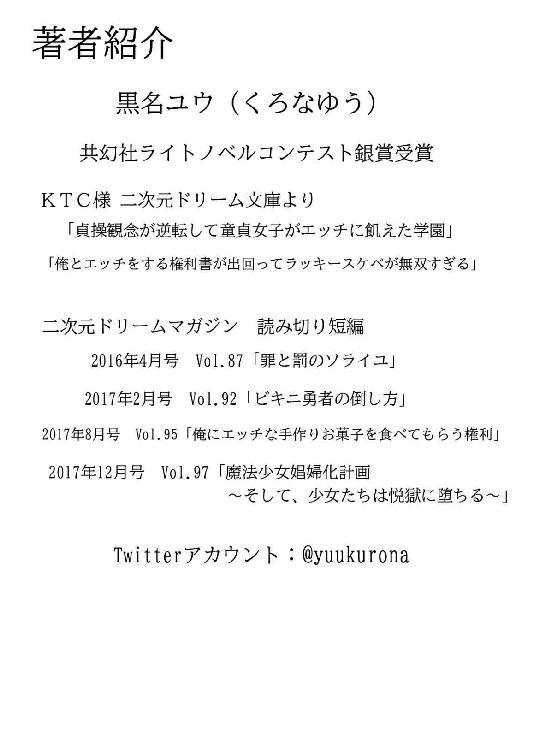 著者紹介
黒名ユウ（くろなゆう）
共幻社ライトノベルコンテスト銀賞受賞
ＫＴＣ様 二次元ドリーム文庫より
「貞操観念が逆転して童貞女子がエッチに飢えた学園」
「俺とエッチをする権利書が出回ってラッキースケベが無双すぎる」
二次元ドリームマガジン　読み切り短編
2016年4月号　Vol.87「罪と罰のソライユ」
2017年2月号　Vol.92「ビキニ勇者の倒し方」
2017年8月号　Vol.95「俺にエッチな手作りお菓子を食べてもらう権利」
2017年12月号　Vol.97「魔法少女娼婦化計画
～そして、少女たちは悦獄に堕ちる～」
Twitterアカウント：@yuukurona